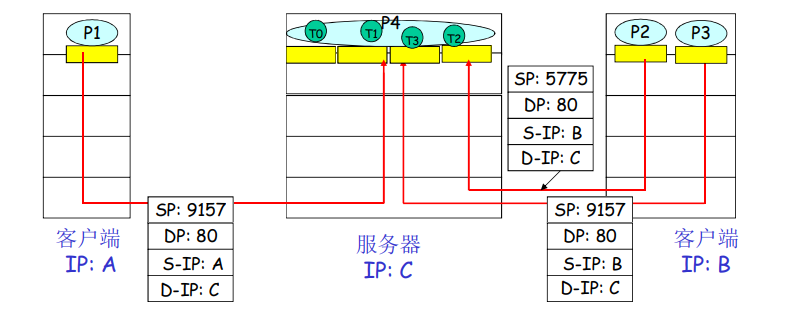 P1
P4
T0
T1
T3
T2
P2
P3
SP: 5775
DP: 80
S-IP: B
D-IP: C
SP: 9157
DP: 80
S-IP: A
D-IP: C
SP: 9157
DP: 80
S-IP: B
D-IP: C
客户端
IP: A
服务器
IP: C
客户端
IP: B